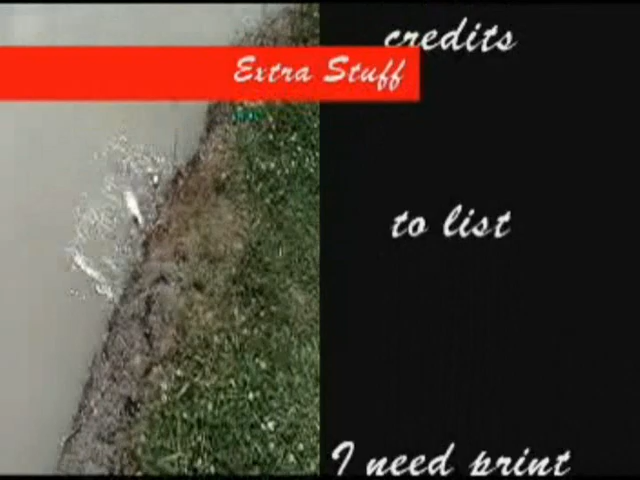 credits
Extra Stuff
to list
I need print